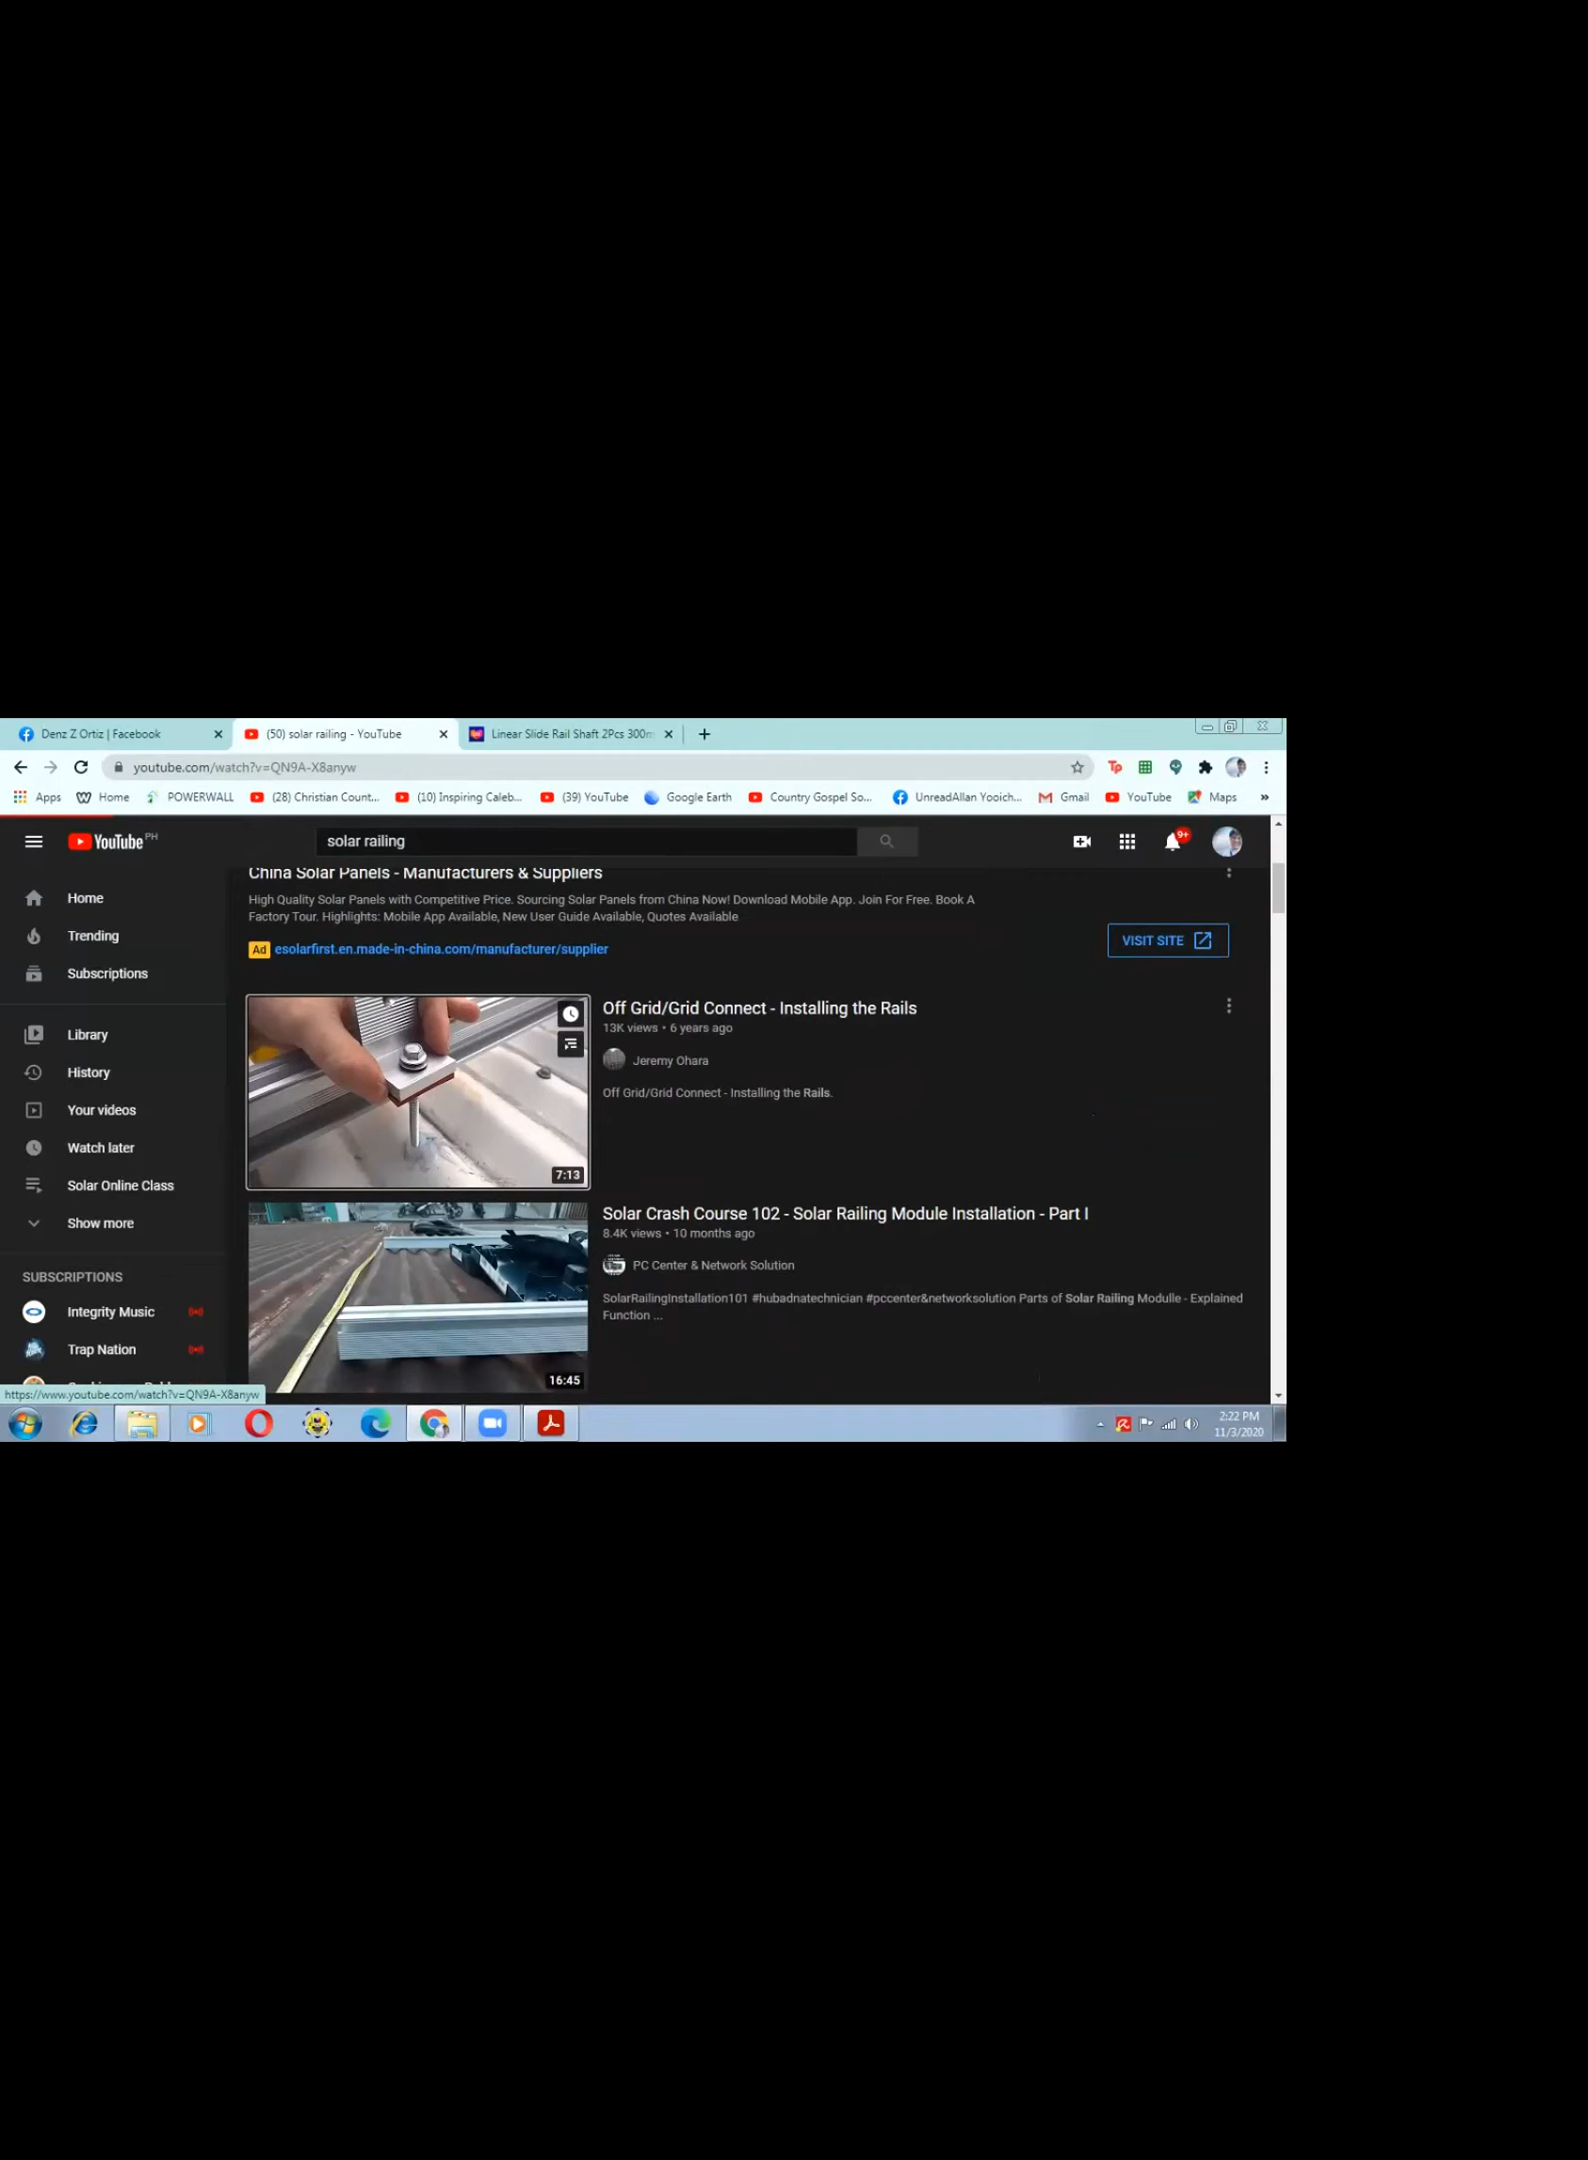 Denz Z Ortiz | Facebook
(50) solar railing - YouTube
Linear Slide Rail Shaft 2Pcs 300m
youtube.com/watch?v=QN9A-X8anyw
Tp
Apps
Home
POWERWALL
(28) Christian Count...
(10) Inspiring Caleb...
(39) YouTube
Google Earth
Country Gospel So...
UnreadAllan Yooich...
Gmail
YouTube
Maps
»
YouTube PH
solar railing
9+
China Solar Panels - Manufacturers & Suppliers
High Quality Solar Panels with Competitive Price. Sourcing Solar Panels from China Now! Download Mobile App. Join For Free. Book A
Factory Tour. Highlights: Mobile App Available, New User Guide Available, Quotes Available
Ad esolarfirst.en.made-in-china.com/manufacturer/supplier
VISIT SITE
Home
Trending
Subscriptions
Library
History
Your videos
Watch later
Solar Online Class
Show more
SUBSCRIPTIONS
Integrity Music
Trap Nation
7:13
Off Grid/Grid Connect - Installing the Rails
13K views • 6 years ago
Jeremy Ohara
Off Grid/Grid Connect - Installing the Rails.
16:45
Solar Crash Course 102 - Solar Railing Module Installation - Part I
8.4K views • 10 months ago
PC Center & Network Solution
SolarRailingInstallation101 #hubadnatechnician #pccenter&networksolution Parts of Solar Railing Modulle - Explained
Function ...
https://www.youtube.com/watch?v=QN9A-X8anyw
2:22 PM
11/3/2020